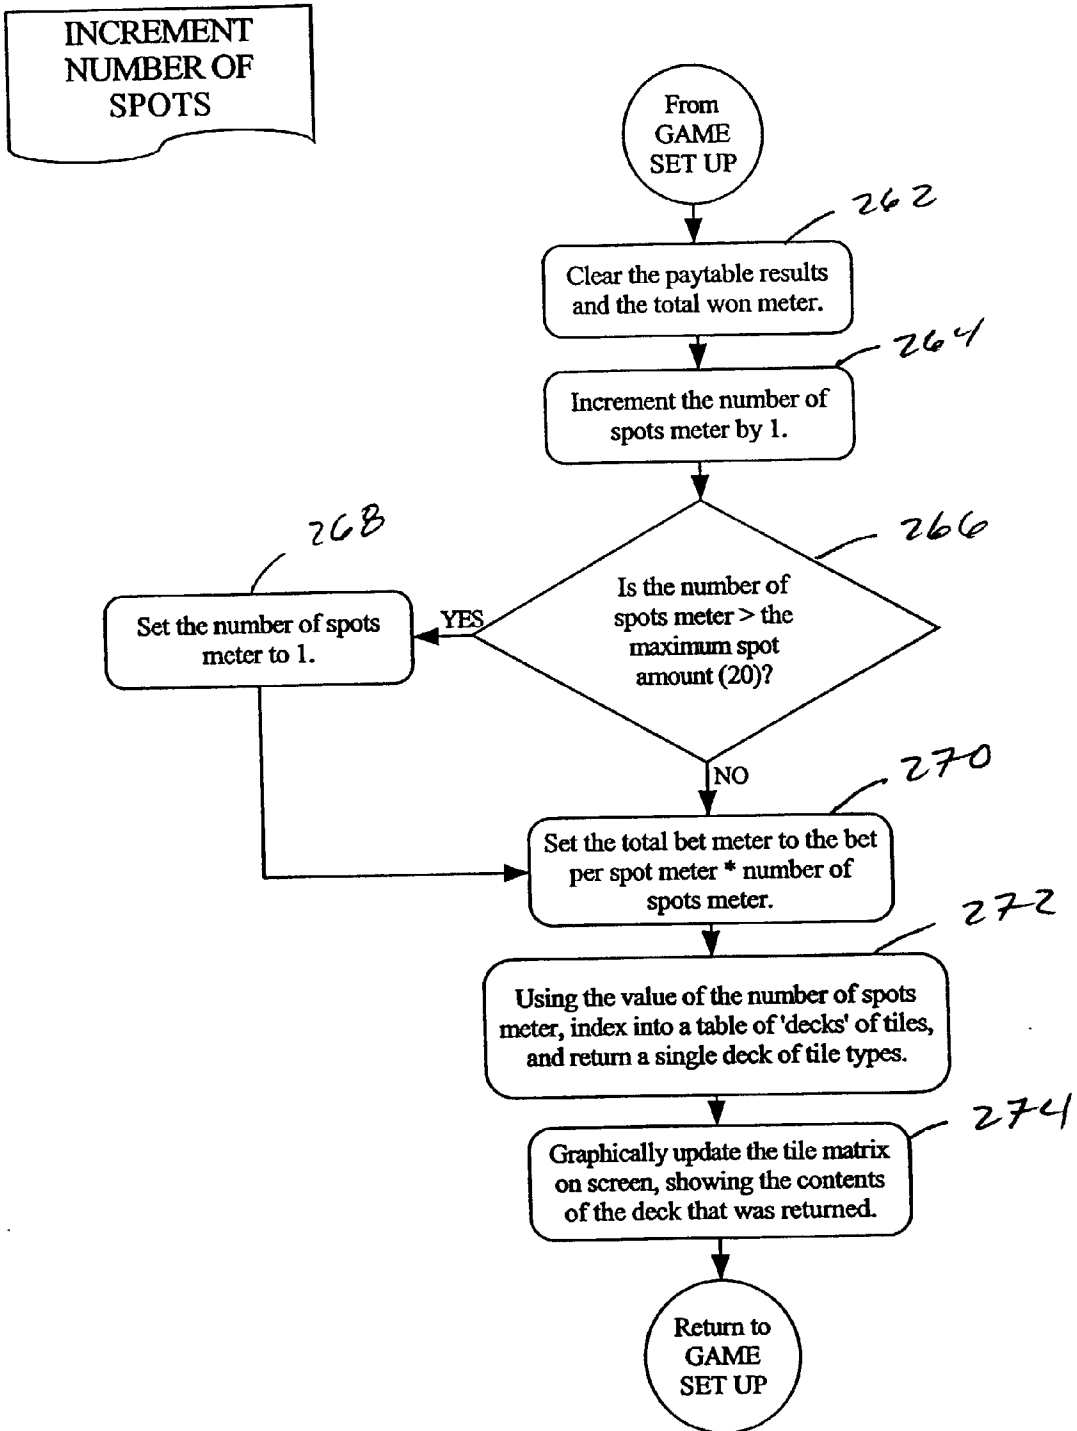 INCREMENT
NUMBER OF
SPOTS
From
GAME
SET UP
262
Clear the paytable results
and the total won meter.
264
Increment the number of
spots meter by 1.
266
Is the number of
spots meter > the
maximum spot
amount (20)?
YES
268
Set the number of spots
meter to 1.
NO
270
Set the total bet meter to the bet
per spot meter * number of
spots meter.
272
Using the value of the number of spots
meter, index into a table of 'decks' of tiles,
and return a single deck of tile types.
274
Graphically update the tile matrix
on screen, showing the contents
of the deck that was returned.
Return to
GAME
SET UP